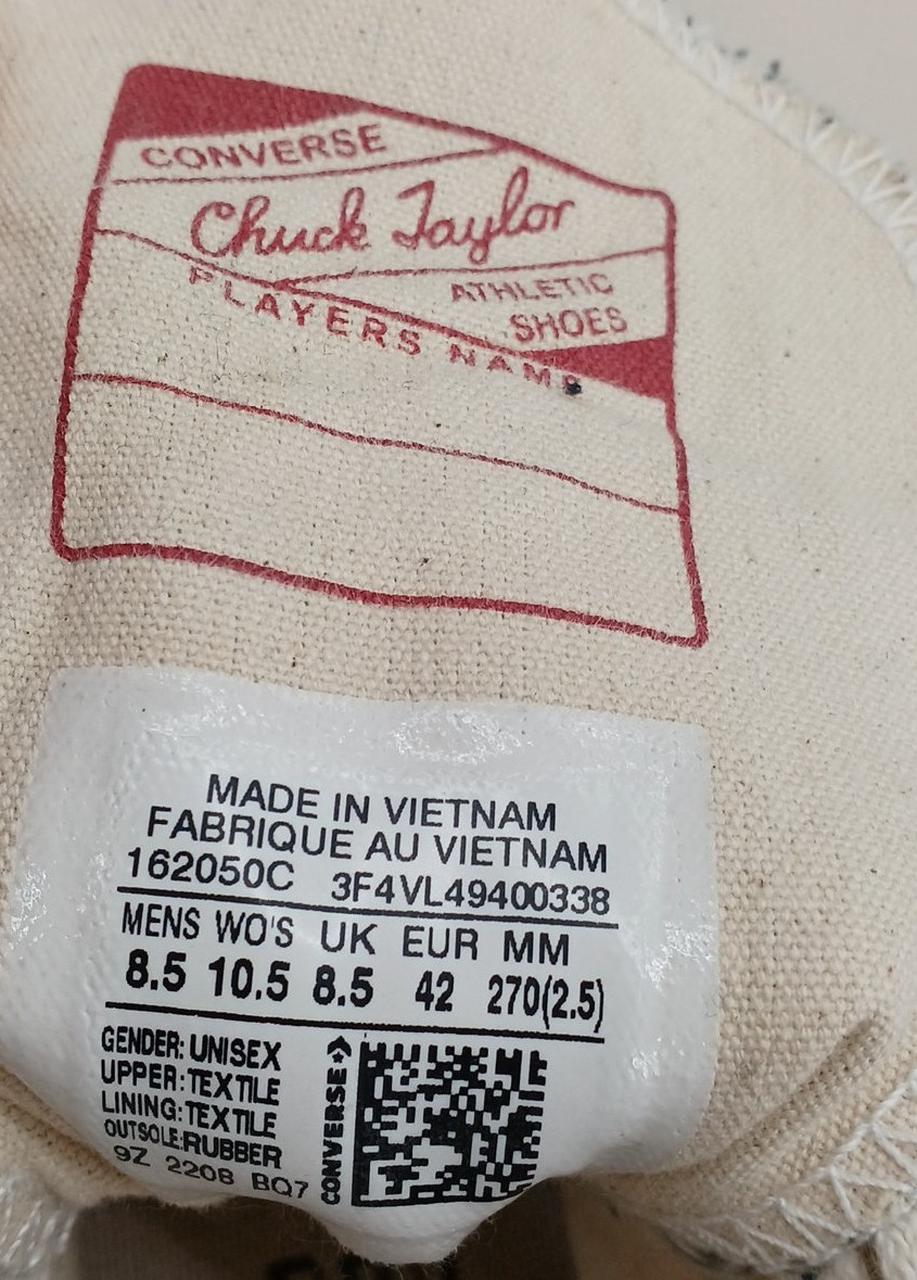 CONVERSE
Chuck Taylor
ATHLETIC
SHOES
PLAYERS NAME
MADE IN VIETNAM
FABRIQUE AU VIETNAM
162050C 3F4VL49400338
MENS WO'S UK EUR MM
8.5 10.5 8.5 42 270(2.5)
GENDER: UNISEX
UPPER: TEXTILE
LINING: TEXTILE
OUTSOLE: RUBBER
9Z 2208 BQ7
CONVERSE